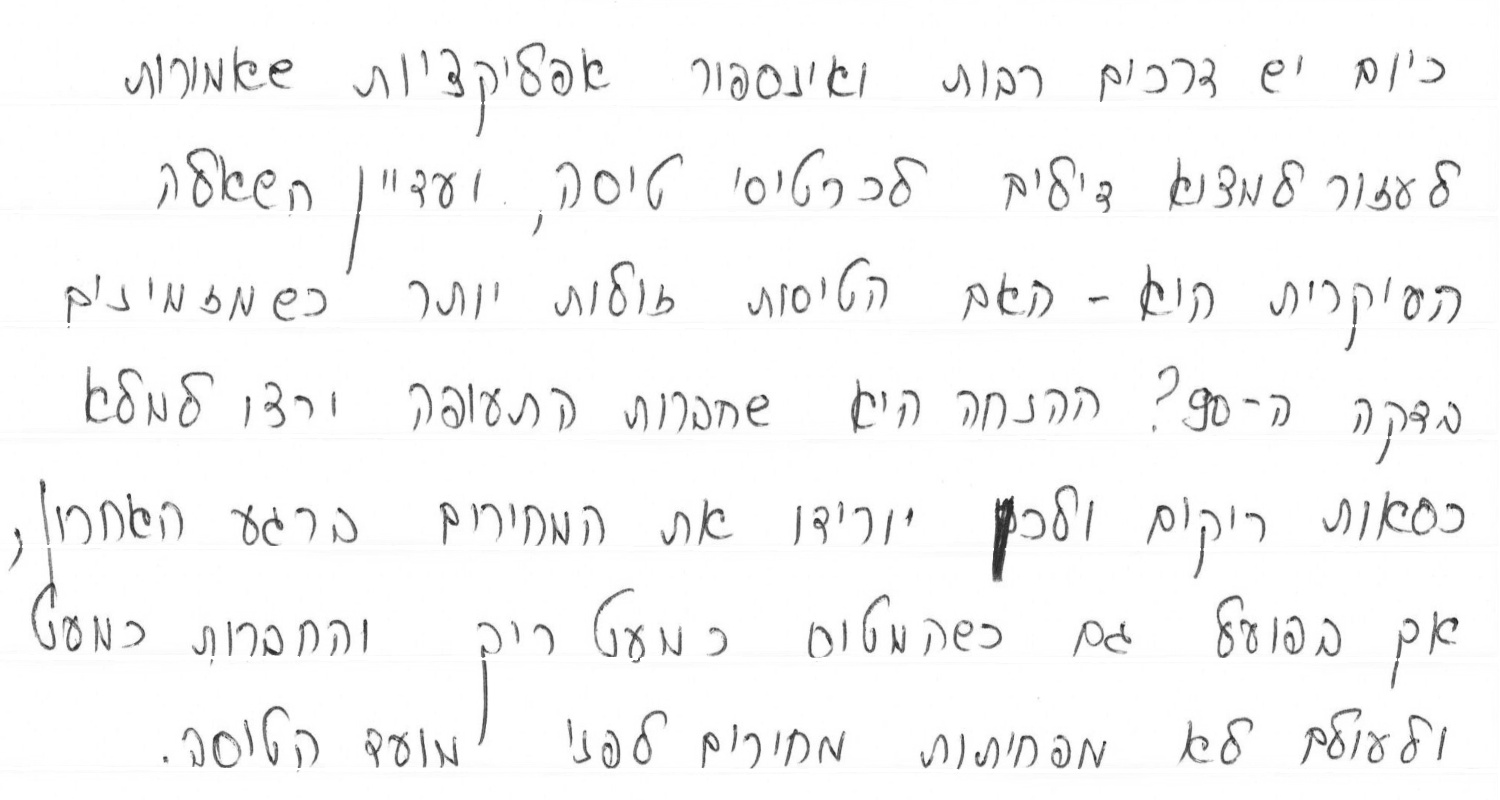 כיום יש דרכים רבות ואינספור אפליקציות שאמורות
לעזור למצוא דילים לכרטיסי טיסה, ועדיין השאלה
העיקרית היא - האם הטיסות זולות יותר כשמזמינים
בדקה ה-90? ההנחה היא שחברות התעופה ירצו למלא
כסאות ריקים ולכן יורידו את המחירים ברגע האחרון,
אך בפועל גם כשהמטוס כמעט ריק והחברות כמעט
ולעולם לא מפחיתות מחירים לפני מועד הטיסה.